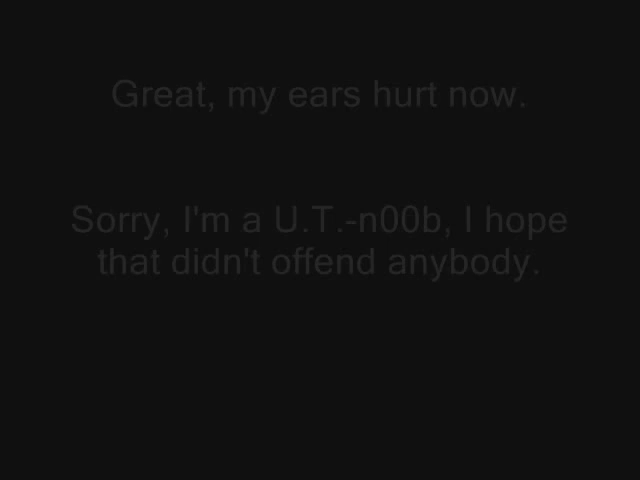 Great, my ears hurt now.
Sorry, I'm a U.T.-n00b, I hope
that didn't offend anybody.